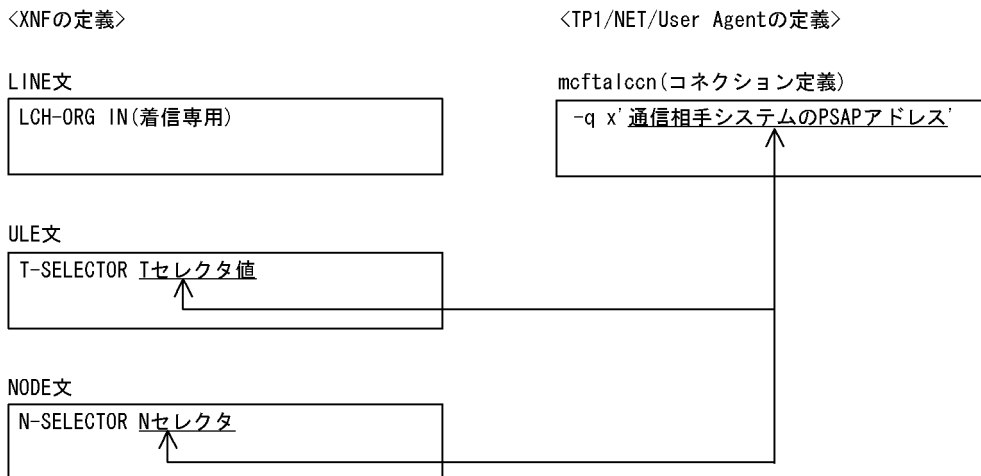 <XNFの定義>
<TP1/NET/User Agentの定義>
LINE文
LCH-ORG IN(着信専用)
mcftalccn(コネクション定義)
-q x'通信相手システムのPSAPアドレス'
ULE文
T-SELECTOR Tセレクタ値
NODE文
N-SELECTOR Nセレクタ